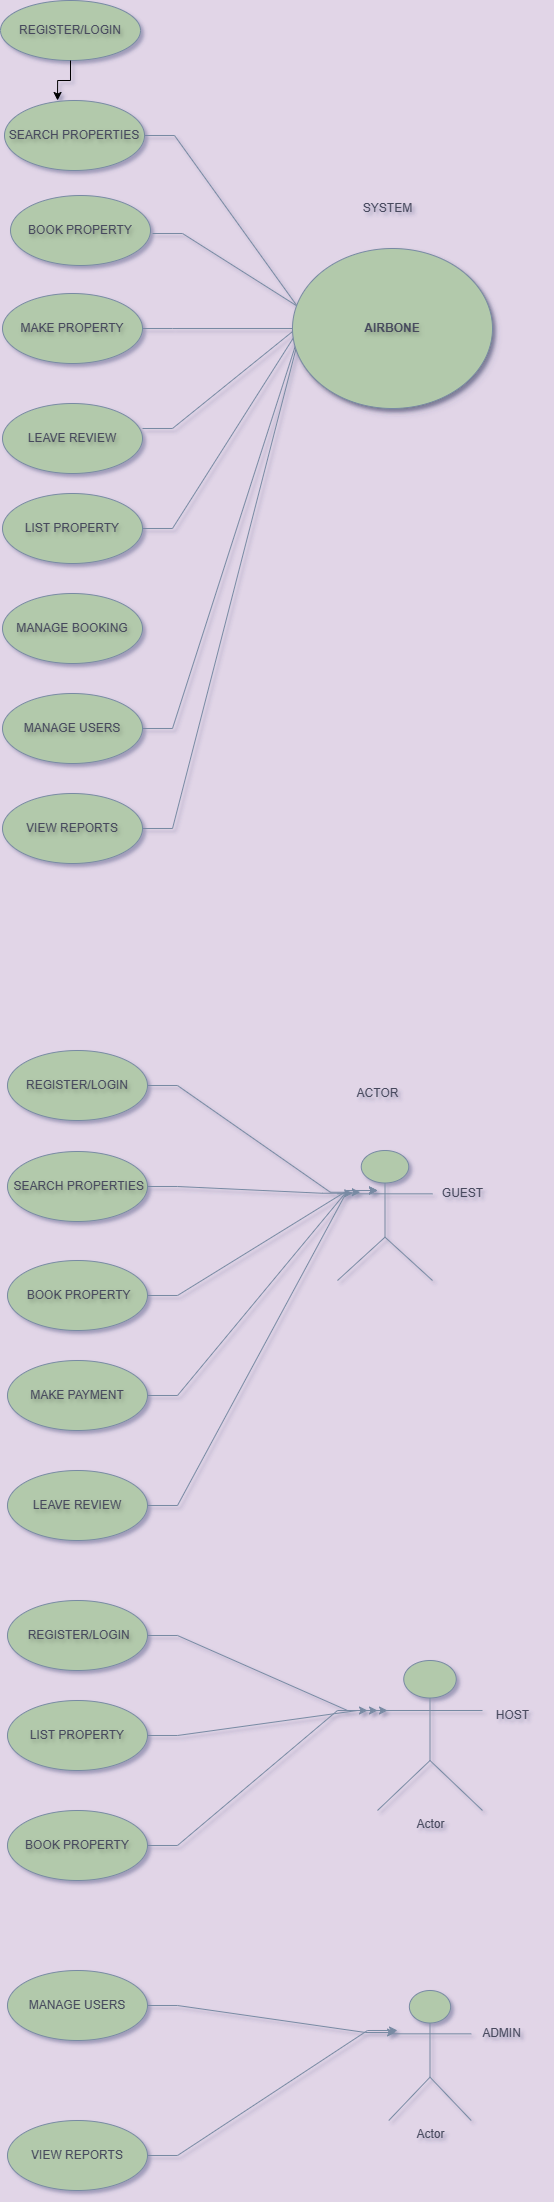 REGISTER/LOGIN
SEARCH PROPERTIES
SYSTEM
BOOK PROPERTY
MAKE PROPERTY
AIRBONE
LEAVE REVIEW
LIST PROPERTY
MANAGE BOOKING
MANAGE USERS
VIEW REPORTS
REGISTER/LOGIN
ACTOR
SEARCH PROPERTIES
GUEST
BOOK PROPERTY
MAKE PAYMENT
LEAVE REVIEW
REGISTER/LOGIN
LIST PROPERTY
HOST
BOOK PROPERTY
Actor
MANAGE USERS
ADMIN
VIEW REPORTS
Actor